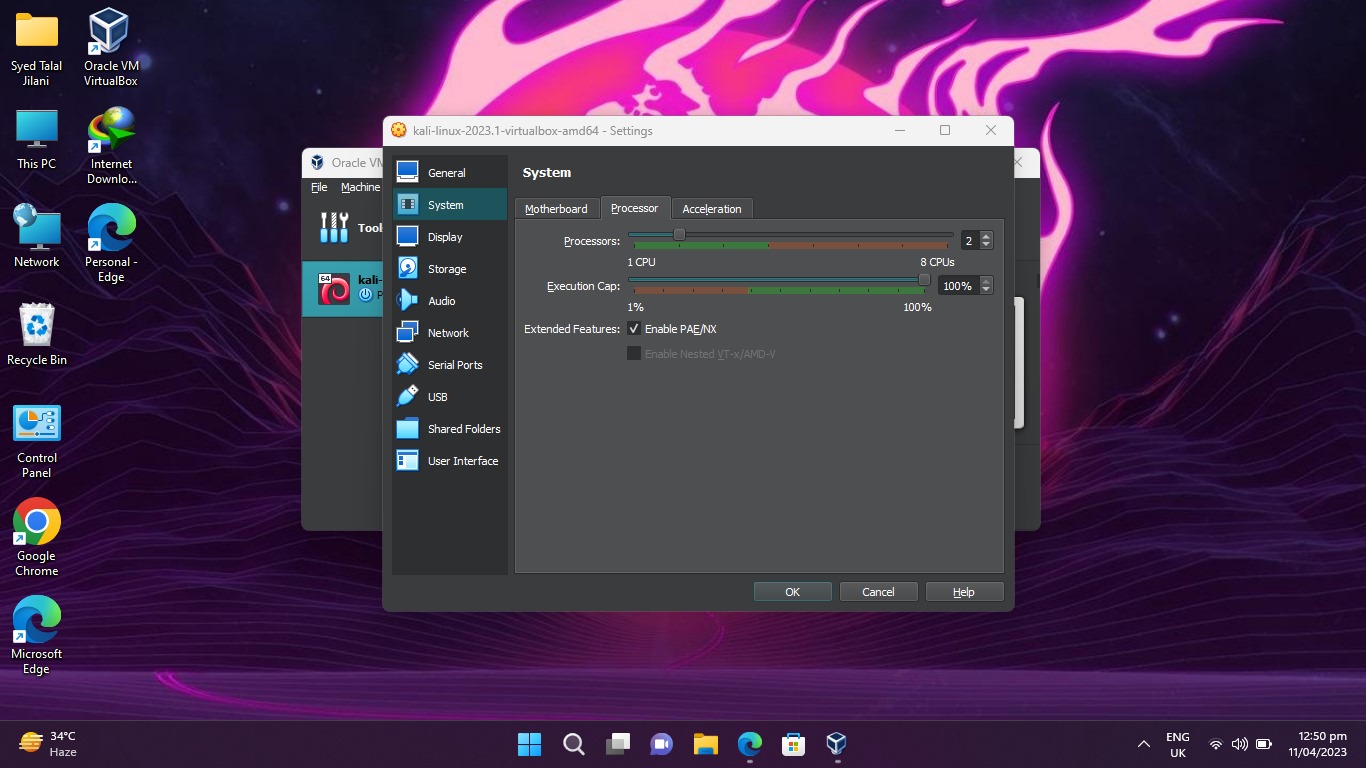 Syed Talal
Jilani
Oracle VM
VirtualBox
This PC
Internet
Downlo...
Network
Personal -
Edge
Recycle Bin
Control
Panel
Google
Chrome
Microsoft
Edge
Oracle VM
File Machine
Tool
64
kali-
kali-linux-2023.1-virtualbox-amd64 - Settings
General
System
Display
Storage
Audio
Network
Serial Ports
USB
Shared Folders
User Interface
System
Motherboard Processor Acceleration
Processors: 2
1 CPU 8 CPUs
Execution Cap: 100%
1% 100%
Extended Features: Enable PAE/NX
Enable Nested VT-x/AMD-V
OK Cancel Help
34°C
Haze
ENG
UK
12:50 pm
11/04/2023